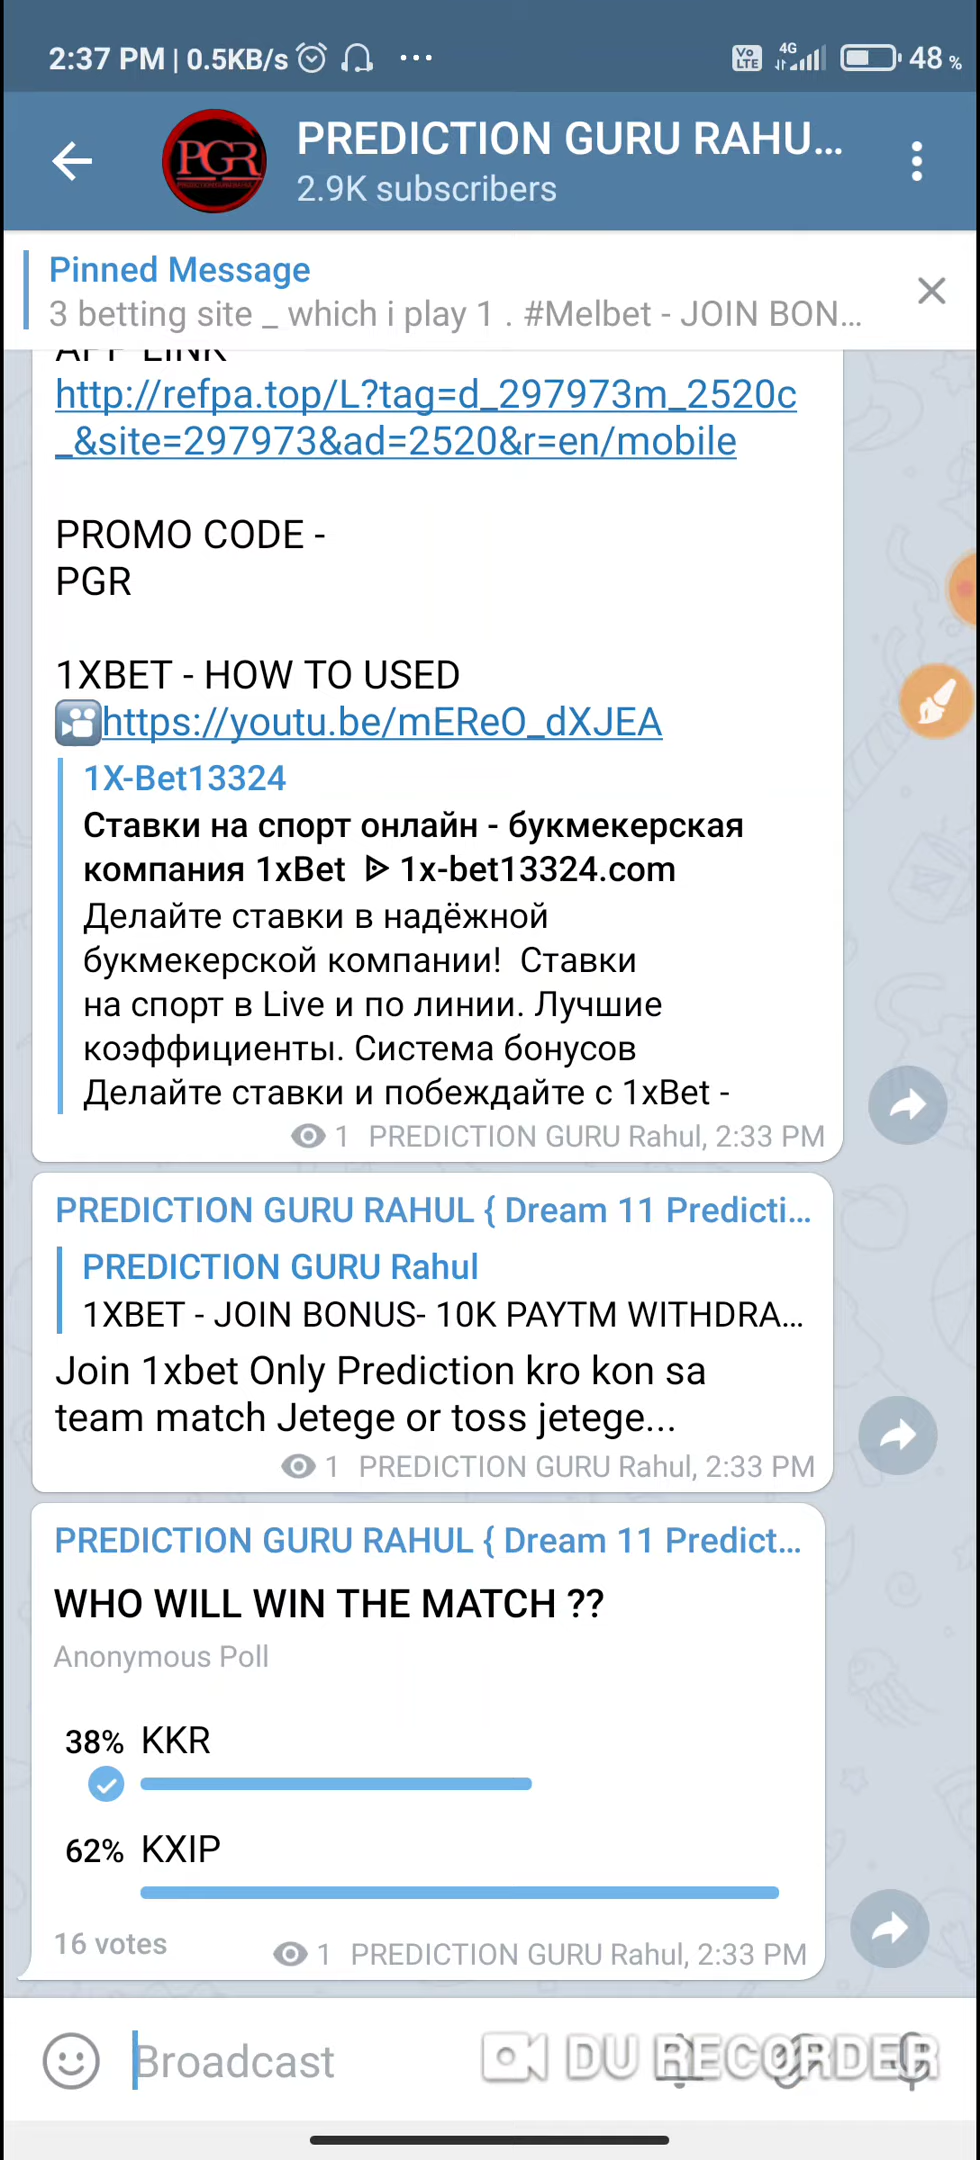 2:37 PM | 0.5KB/s ...
Vo LTE 4G 48 %
PGR
PREDICTION GURU RAHU...
2.9K subscribers
Pinned Message
3 betting site _ which i play 1 . #Melbet - JOIN BON...
APP LINK
http://refpa.top/L?tag=d_297973m_2520c
_&site=297973&ad=2520&r=en/mobile
PROMO CODE -
PGR
1XBET - HOW TO USED
https://youtu.be/mEReO_dXJEA
1X-Bet13324
Ставки на спорт онлайн - букмекерская
компания 1xBet ᐉ 1x-bet13324.com
Делайте ставки в надёжной
букмекерской компании! Ставки
на спорт в Live и по линии. Лучшие
коэффициенты. Система бонусов
Делайте ставки и побеждайте с 1xBet -
1 PREDICTION GURU Rahul, 2:33 PM
PREDICTION GURU RAHUL { Dream 11 Predicti...
PREDICTION GURU Rahul
1XBET - JOIN BONUS- 10K PAYTM WITHDRA...
Join 1xbet Only Prediction kro kon sa
team match Jetege or toss jetege...
1 PREDICTION GURU Rahul, 2:33 PM
PREDICTION GURU RAHUL { Dream 11 Predict...
WHO WILL WIN THE MATCH ??
Anonymous Poll
38% KKR
62% KXIP
16 votes
1 PREDICTION GURU Rahul, 2:33 PM
Broadcast
DU RECORDER